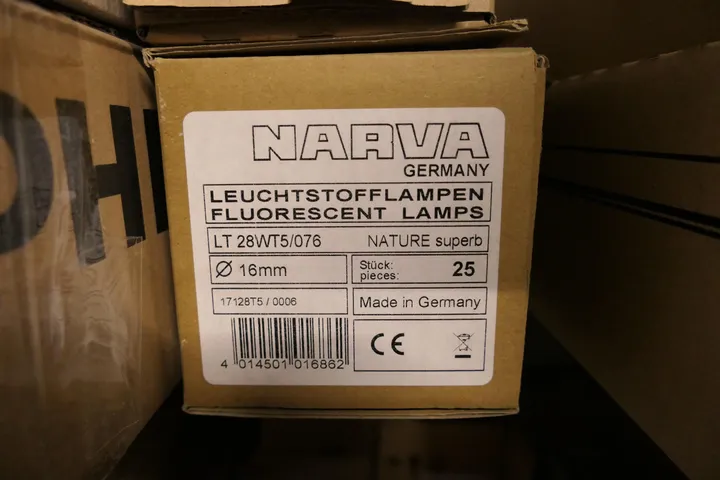 NARVA
GERMANY
LEUCHTSTOFFLAMPEN
FLUORESCENT LAMPS
LT 28WT5/076 NATURE superb
Ø 16mm
Stück:
pieces: 25
17128T5 / 0006
Made in Germany
4 014501 016862
CE